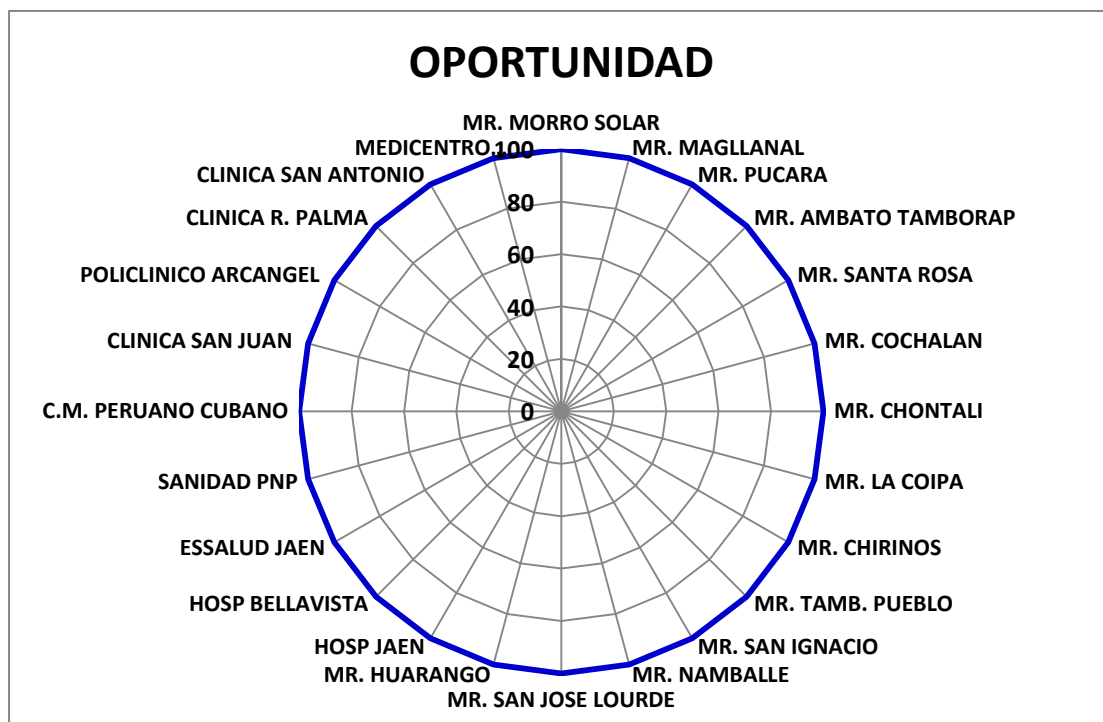 OPORTUNIDAD
MR. MORRO SOLAR
MR. MAGLLANAL
MR. PUCARA
MR. AMBATO TAMBORAP
MR. SANTA ROSA
MR. COCHALAN
MR. CHONTALI
MR. LA COIPA
MR. CHIRINOS
MR. TAMB. PUEBLO
MR. SAN IGNACIO
MR. NAMBALLE
MR. SAN JOSE LOURDE
MR. HUARANGO
HOSP JAEN
HOSP BELLAVISTA
ESSALUD JAEN
SANIDAD PNP
C.M. PERUANO CUBANO
CLINICA SAN JUAN
POLICLINICO ARCANGEL
CLINICA R. PALMA
CLINICA SAN ANTONIO
MEDICENTRO
100
80
60
40
20
0